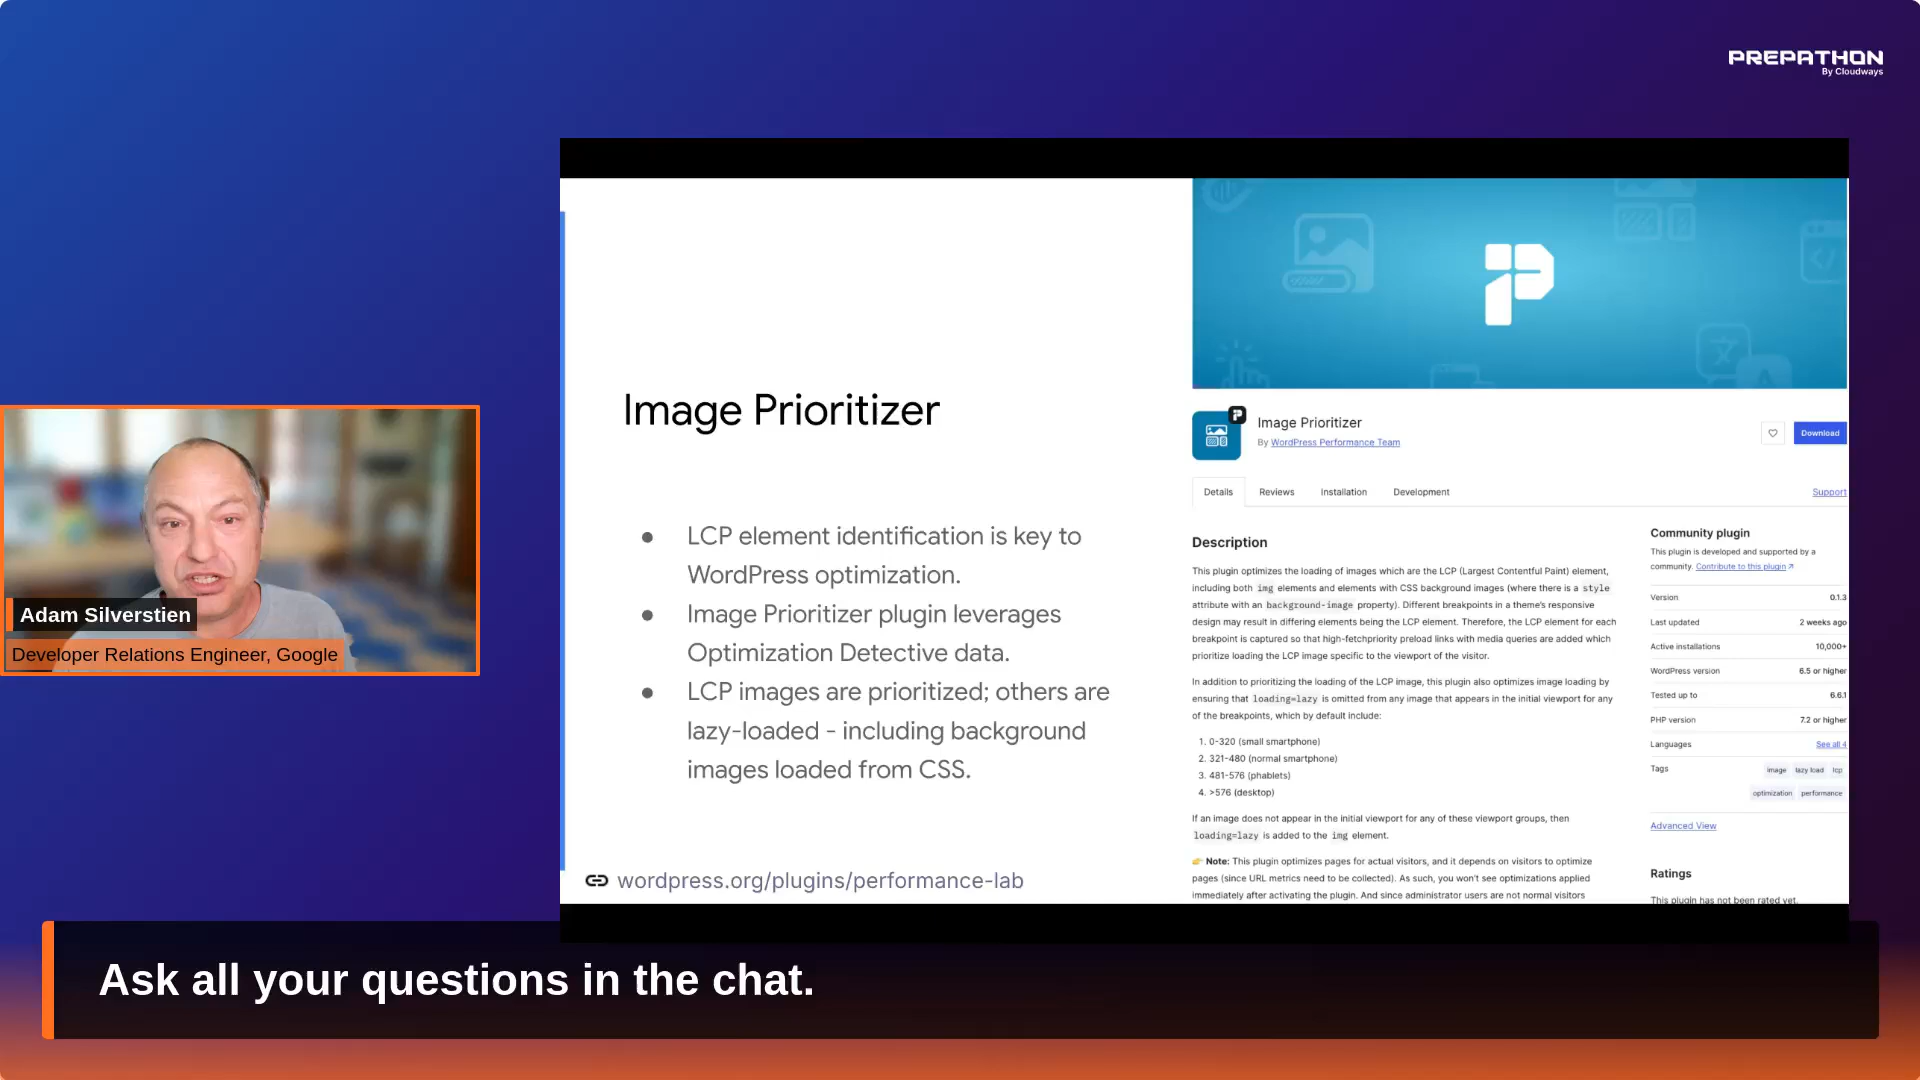 PREPATHON
By Cloudways
Image Prioritizer
● LCP element identification is key to
WordPress optimization.
● Image Prioritizer plugin leverages
Optimization Detective data.
● LCP images are prioritized; others are
lazy-loaded - including background
images loaded from CSS.
wordpress.org/plugins/performance-lab
Image Prioritizer
By WordPress Performance Team
Download
Details Reviews Installation Development Support
Description
This plugin optimizes the loading of images which are the LCP (Largest Contentful Paint) element,
including both img elements and elements with CSS background images (where there is a style
attribute with an background-image property). Different breakpoints in a theme's responsive
design may result in differing elements being the LCP element. Therefore, the LCP element for each
breakpoint is captured so that high-fetchpriority preload links with media queries are added which
prioritize loading the LCP image specific to the viewport of the visitor.
In addition to prioritizing the loading of the LCP image, this plugin also optimizes image loading by
ensuring that loading=lazy is omitted from any image that appears in the initial viewport for any
of the breakpoints, which by default include:
1. 0-320 (small smartphone)
2. 321-480 (normal smartphone)
3. 481-576 (phablets)
4. >576 (desktop)
If an image does not appear in the initial viewport for any of these viewport groups, then
loading=lazy is added to the img element.
👉 Note: This plugin optimizes pages for actual visitors, and it depends on visitors to optimize
pages (since URL metrics need to be collected). As such, you won't see optimizations applied
immediately after activating the plugin. And since administrator users are not normal visitors
Community plugin
This plugin is developed and supported by a
community. Contribute to this plugin ↗
Version 0.1.3
Last updated 2 weeks ago
Active installations 10,000+
WordPress version 6.5 or higher
Tested up to 6.6.1
PHP version 7.2 or higher
Languages See all 4
Tags image lazy load lcp
optimization performance
Advanced View
Ratings
This plugin has not been rated yet.
Adam Silverstien
Developer Relations Engineer, Google
Ask all your questions in the chat.